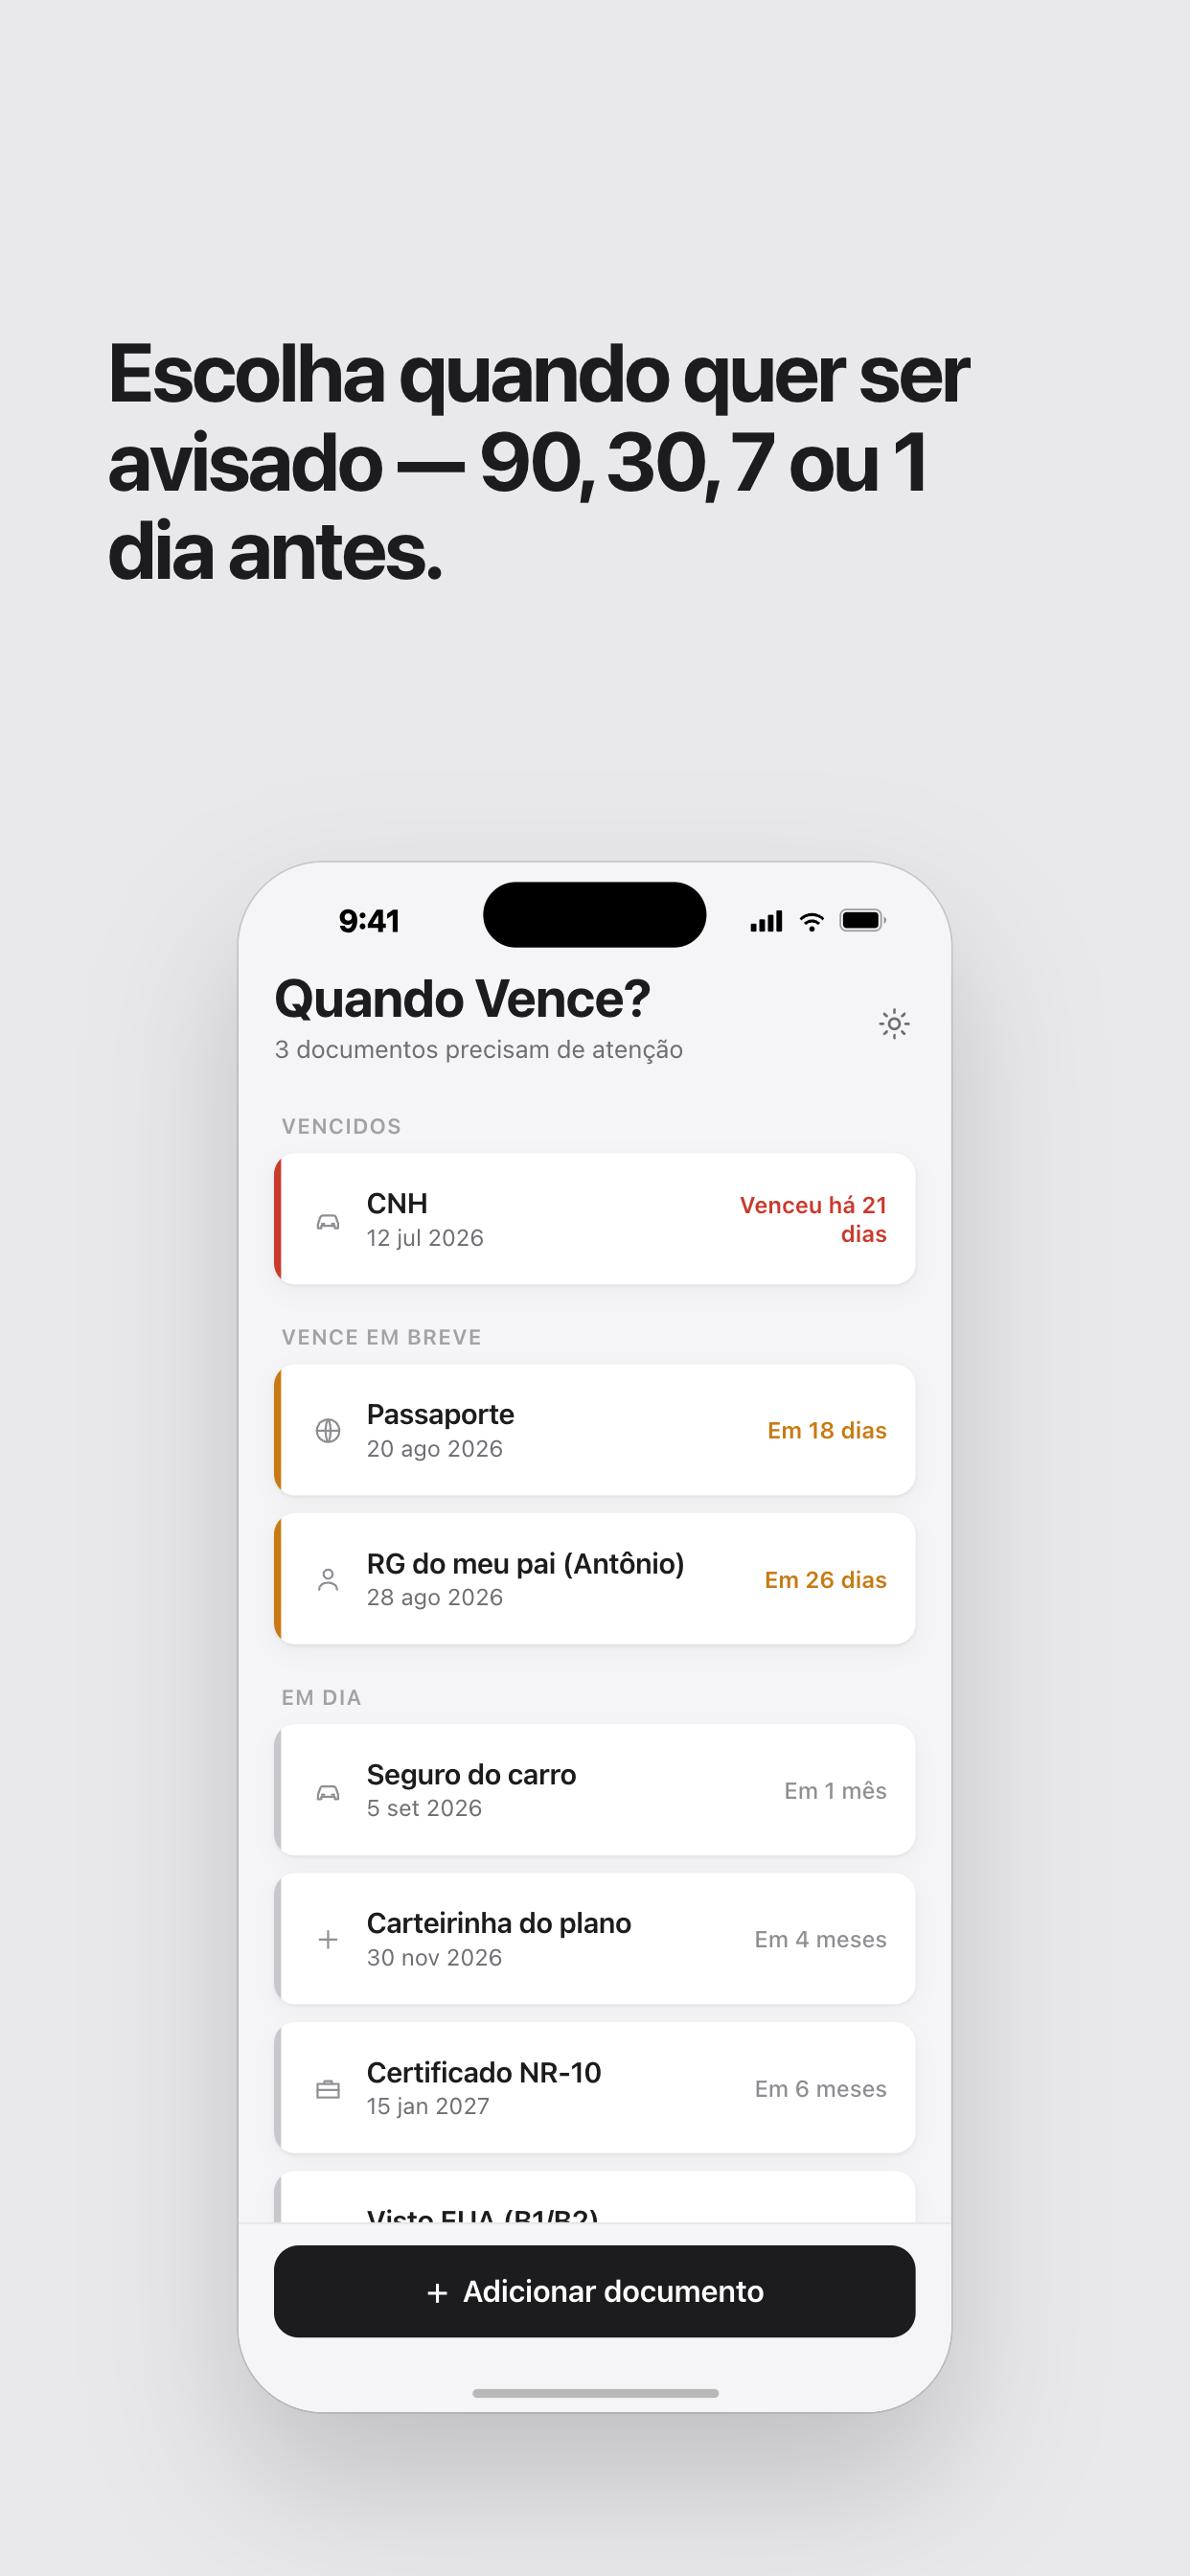 Escolha quando quer ser
avisado — 90, 30, 7 ou 1
dia antes.
9:41
Quando Vence?
3 documentos precisam de atenção
VENCIDOS
CNH
12 jul 2026
Venceu há 21
dias
VENCE EM BREVE
Passaporte
20 ago 2026
Em 18 dias
RG do meu pai (Antônio)
28 ago 2026
Em 26 dias
EM DIA
Seguro do carro
5 set 2026
Em 1 mês
Carteirinha do plano
30 nov 2026
Em 4 meses
Certificado NR-10
15 jan 2027
Em 6 meses
Visto EUA (B1/B2)
+ Adicionar documento